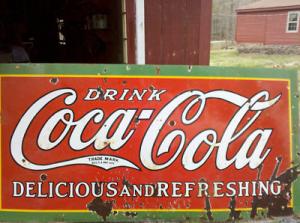 DRINK
Coca-Cola
TRADE MARK
DELICIOUS AND REFRESHING